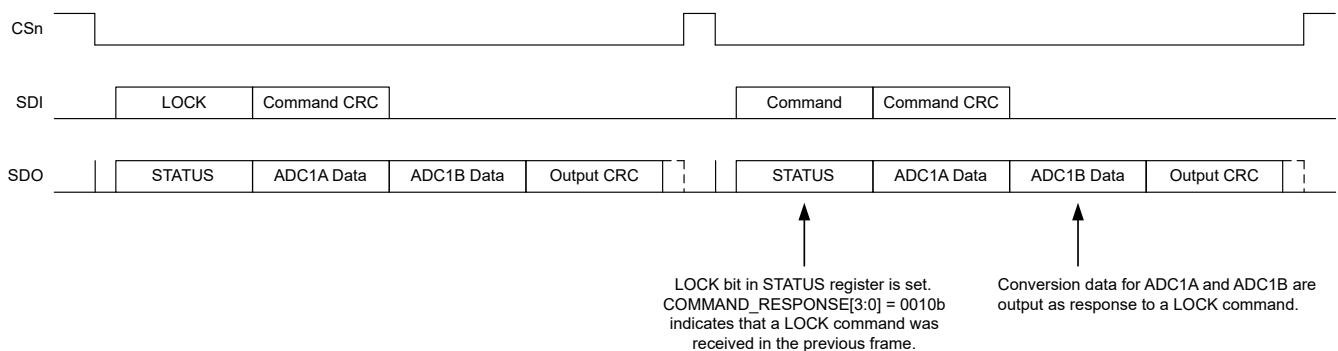 CSn
SDI LOCK Command CRC Command Command CRC
SDO STATUS ADC1A Data ADC1B Data Output CRC STATUS ADC1A Data ADC1B Data Output CRC
LOCK bit in STATUS register is set.
COMMAND_RESPONSE[3:0] = 0010b
indicates that a LOCK command was
received in the previous frame.
Conversion data for ADC1A and ADC1B are
output as response to a LOCK command.